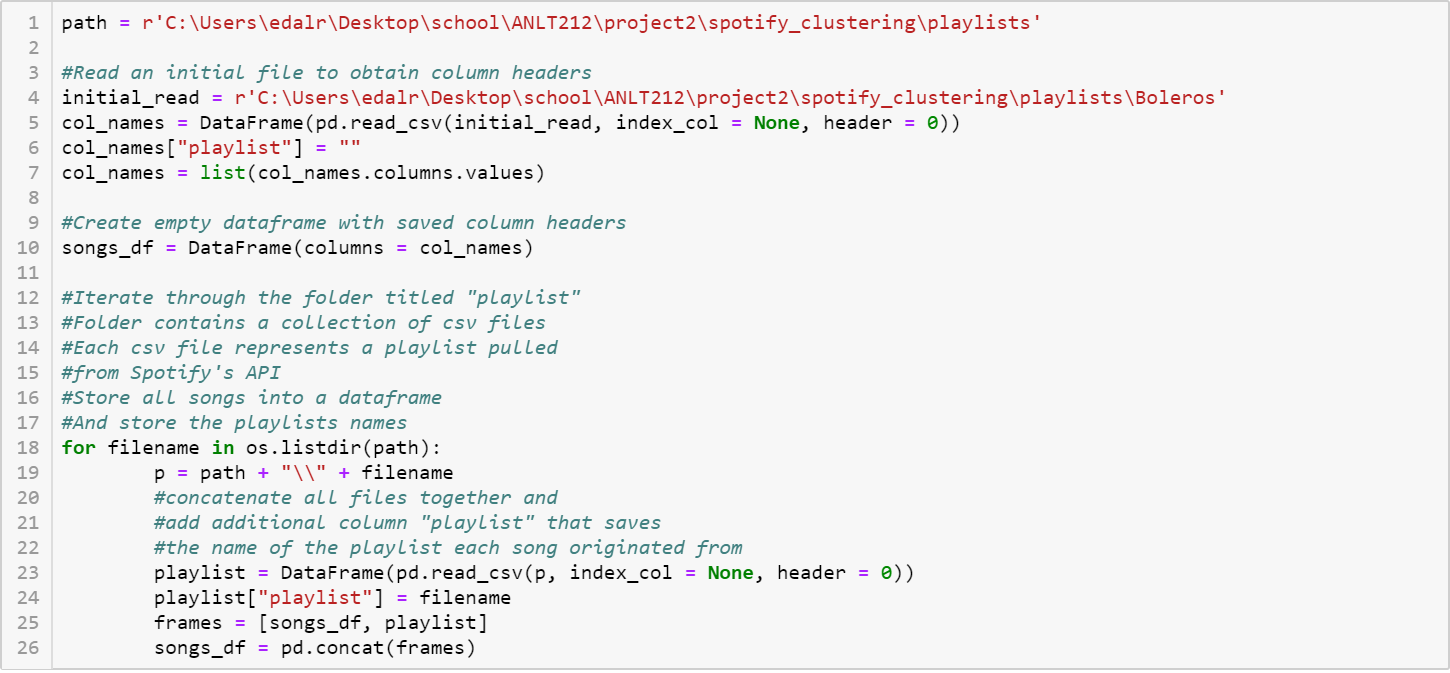 1 path = r'C:\Users\edalr\Desktop\school\ANLT212\project2\spotify_clustering\playlists'
2
3 #Read an initial file to obtain column headers
4 initial_read = r'C:\Users\edalr\Desktop\school\ANLT212\project2\spotify_clustering\playlists\Boleros'
5 col_names = DataFrame(pd.read_csv(initial_read, index_col = None, header = 0))
6 col_names["playlist"] = ""
7 col_names = list(col_names.columns.values)
8
9 #Create empty dataframe with saved column headers
10 songs_df = DataFrame(columns = col_names)
11
12 #Iterate through the folder titled "playlist"
13 #Folder contains a collection of csv files
14 #Each csv file represents a playlist pulled
15 #from Spotify's API
16 #Store all songs into a dataframe
17 #And store the playlists names
18 for filename in os.listdir(path):
19         p = path + "\\" + filename
20         #concatenate all files together and
21         #add additional column "playlist" that saves
22         #the name of the playlist each song originated from
23         playlist = DataFrame(pd.read_csv(p, index_col = None, header = 0))
24         playlist["playlist"] = filename
25         frames = [songs_df, playlist]
26         songs_df = pd.concat(frames)